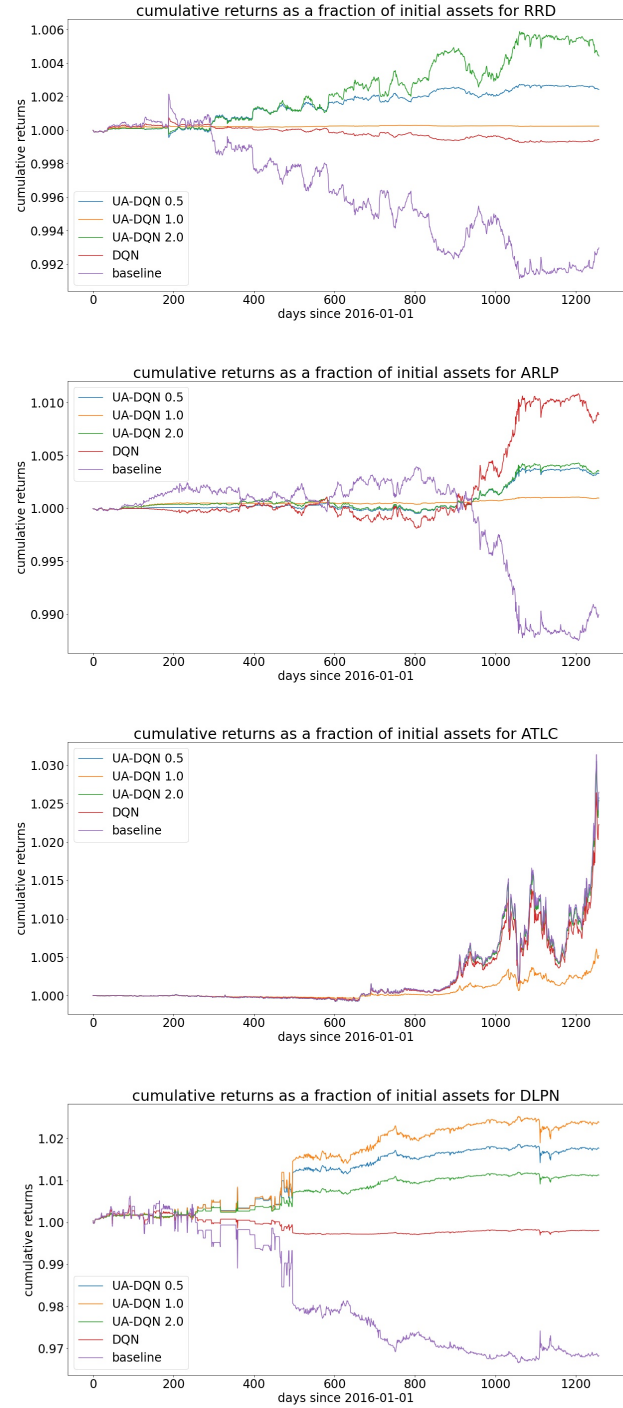 cumulative returns as a fraction of initial assets for RRD
1.006
1.004
1.002
1.000
0.998
0.996
0.994
0.992
cumulative returns
UA-DQN 0.5
UA-DQN 1.0
UA-DQN 2.0
DQN
baseline
0 200 400 600 800 1000 1200
days since 2016-01-01
cumulative returns as a fraction of initial assets for ARLP
1.010
1.005
1.000
0.995
0.990
cumulative returns
UA-DQN 0.5
UA-DQN 1.0
UA-DQN 2.0
DQN
baseline
0 200 400 600 800 1000 1200
days since 2016-01-01
cumulative returns as a fraction of initial assets for ATLC
1.030
1.025
1.020
1.015
1.010
1.005
1.000
cumulative returns
UA-DQN 0.5
UA-DQN 1.0
UA-DQN 2.0
DQN
baseline
0 200 400 600 800 1000 1200
days since 2016-01-01
cumulative returns as a fraction of initial assets for DLPN
1.02
1.01
1.00
0.99
0.98
0.97
cumulative returns
UA-DQN 0.5
UA-DQN 1.0
UA-DQN 2.0
DQN
baseline
0 200 400 600 800 1000 1200
days since 2016-01-01